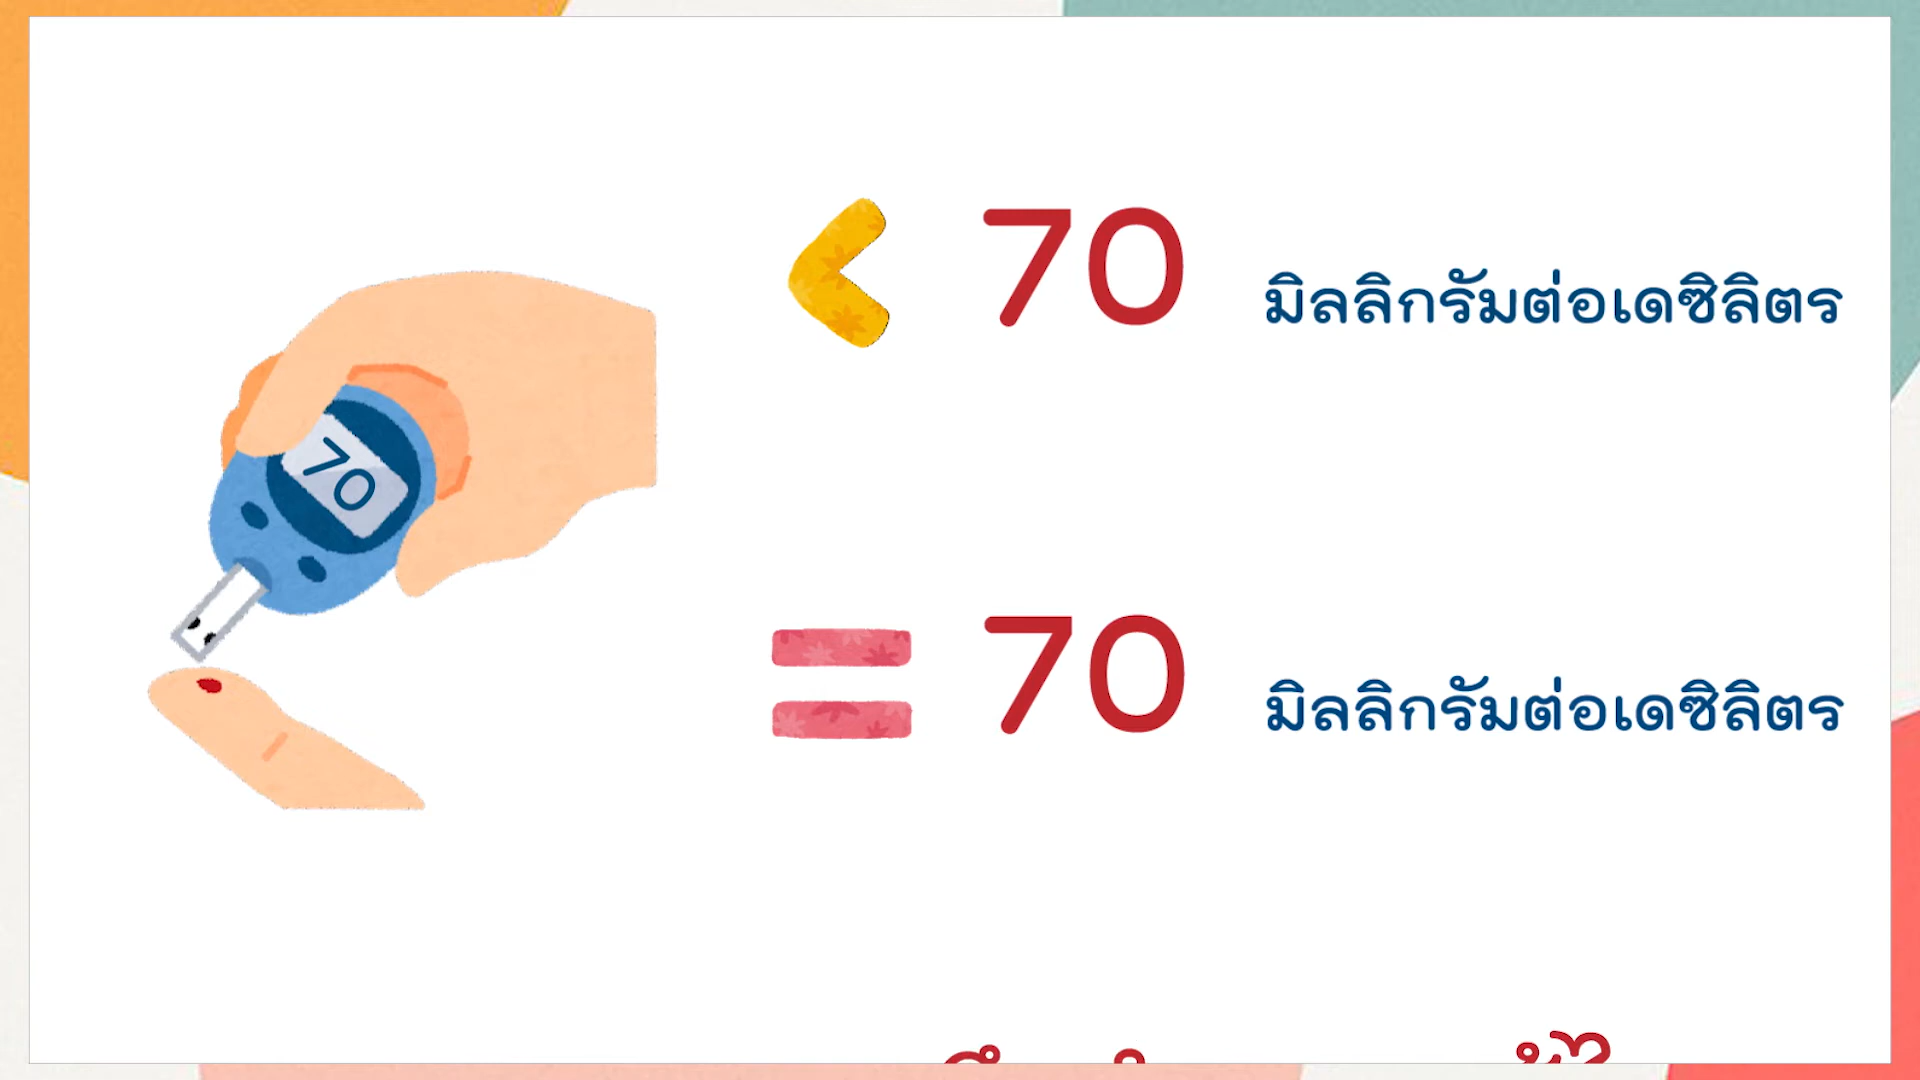 < 70 มิลลิกรัมต่อเดซิลิตร
70
= 70 มิลลิกรัมต่อเดซิลิตร